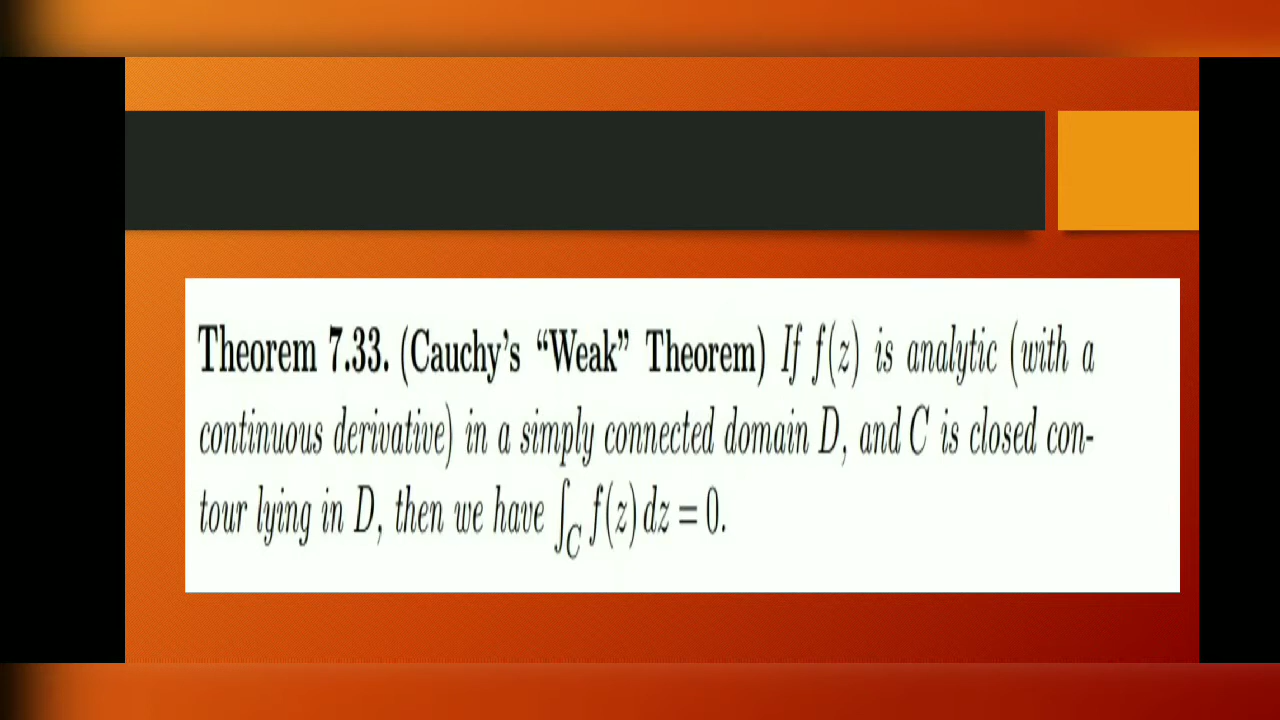 Theorem 7.33. (Cauchy's “Weak” Theorem) If f(z) is analytic (with a
continuous derivative) in a simply connected domain D, and C is closed con-
tour lying in D, then we have ∫_C f(z) dz = 0.